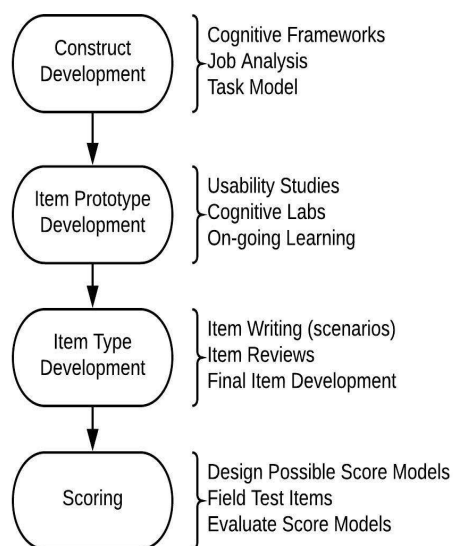 Construct
Development
Cognitive Frameworks
Job Analysis
Task Model
Item Prototype
Development
Usability Studies
Cognitive Labs
On-going Learning
Item Type
Development
Item Writing (scenarios)
Item Reviews
Final Item Development
Scoring
Design Possible Score Models
Field Test Items
Evaluate Score Models